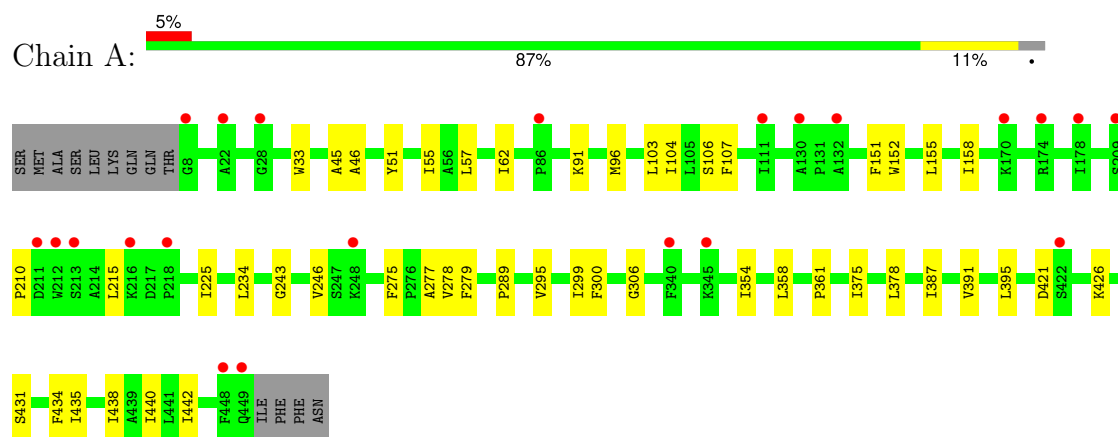 5%
Chain A:
87% 11% •
SER MET ALA SER LEU LYS GLN GLN THR G8 A22 G28 W33 A45 A46 Y51 I55 A56 L57 I62 P86 K91 M96 L103 I104 L105 S106 F107 I111 A130 P131 A132 F151 W152 L155 I158 K170 R174 I178 S209
P210 D211 W212 S213 A214 L215 K216 D217 P218 I225 L234 G243 V246 S247 K248 F275 P276 A277 V278 F279 P289 V295 I299 F300 G306 F340 K345 I354 L358 P361 I375 L378 I387 V391 L395 D421 S422 K426
S431 F434 I435 I438 A439 I440 L441 I442 F448 Q449 ILE PHE PHE ASN